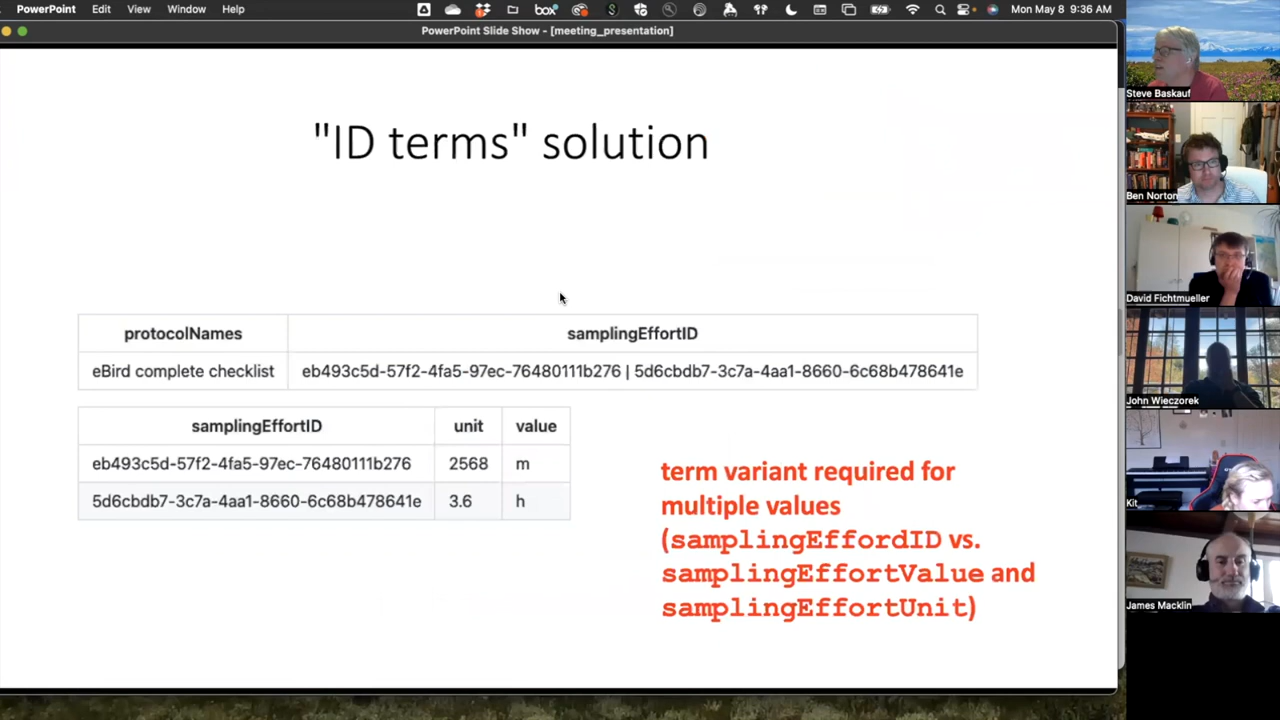 PowerPoint Edit View Window Help box Mon May 8 9:36 AM
PowerPoint Slide Show - [meeting_presentation]
"ID terms" solution
protocolNames samplingEffortID
eBird complete checklist eb493c5d-57f2-4fa5-97ec-76480111b276 | 5d6cbdb7-3c7a-4aa1-8660-6c68b478641e
samplingEffortID unit value
eb493c5d-57f2-4fa5-97ec-76480111b276 2568 m
5d6cbdb7-3c7a-4aa1-8660-6c68b478641e 3.6 h
term variant required for
multiple values
(samplingEffordID vs.
samplingEffortValue and
samplingEffortUnit)
Steve Baskauf
Ben Norton
David Fichtmueller
John Wieczorek
Kit
James Macklin